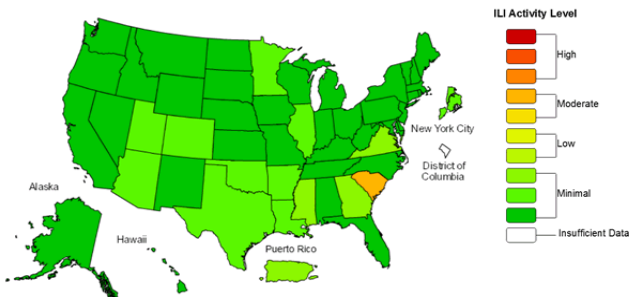 ILI Activity Level
High
Moderate
Low
Minimal
Insufficient Data
New York City
District of
Columbia
Alaska
Hawaii
Puerto Rico